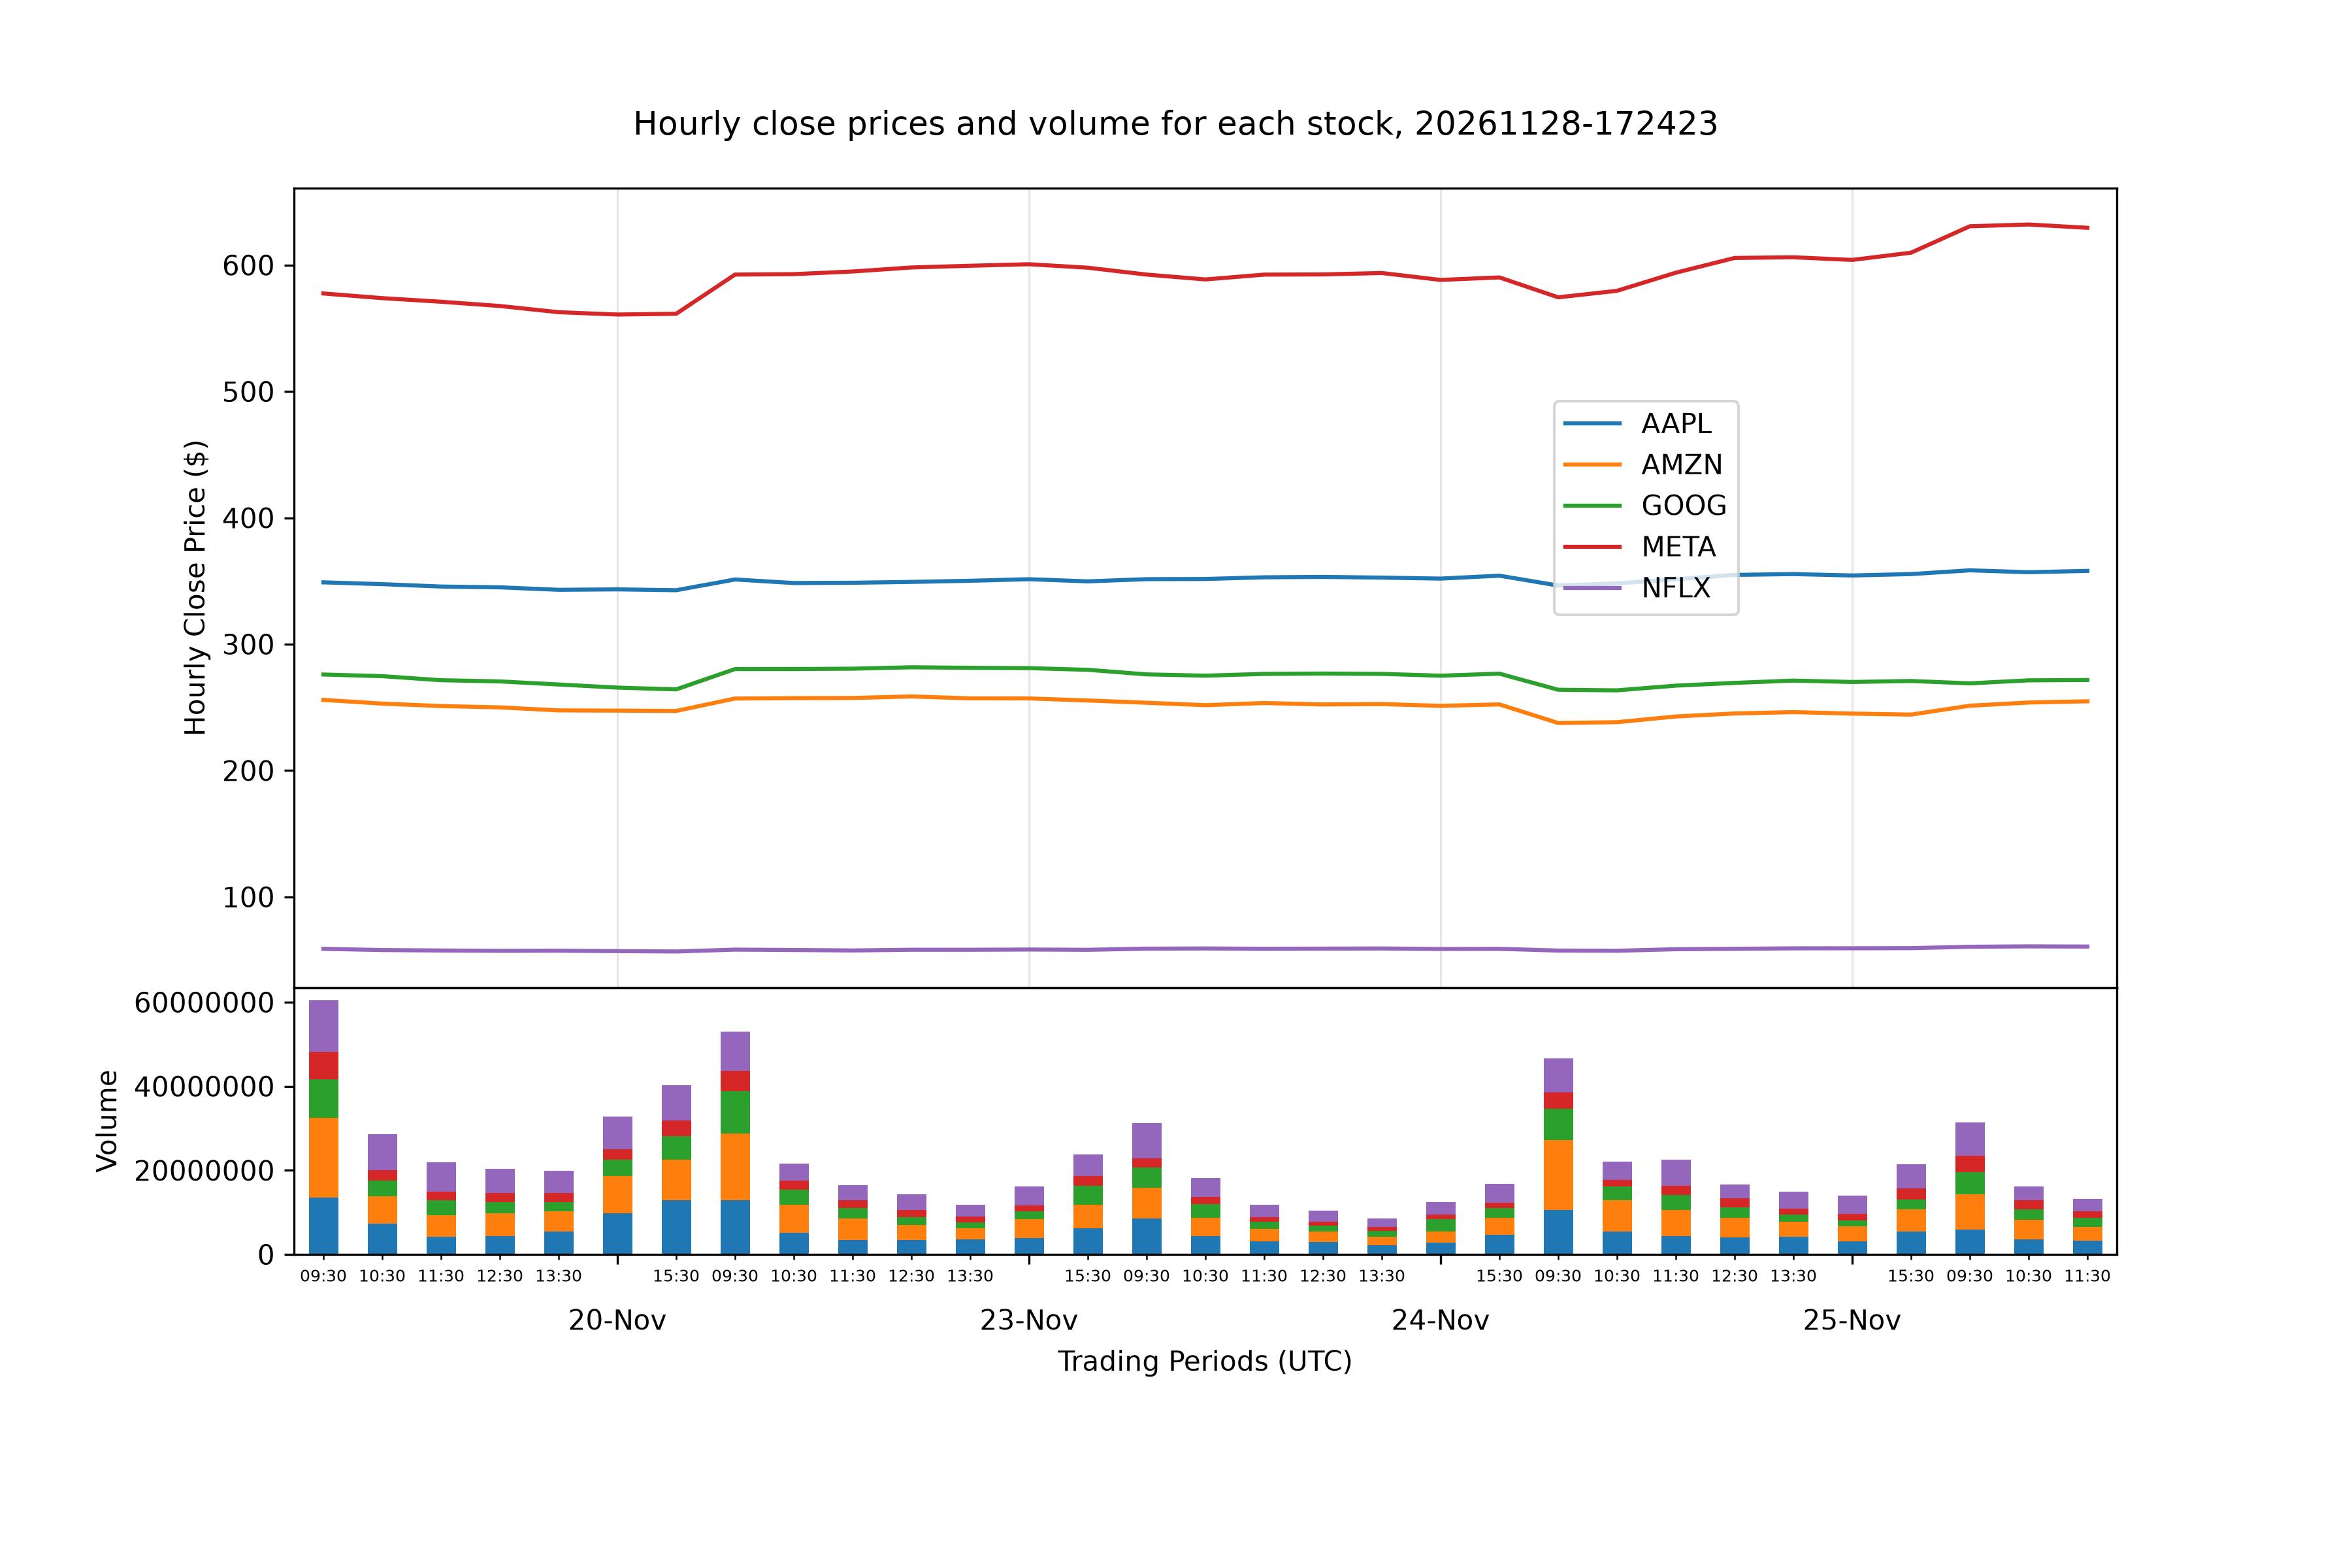 Hourly close prices and volume for each stock, 20261128-172423
Hourly Close Price ($)
600
500
400
300
200
100
AAPL
AMZN
GOOG
META
NFLX
Volume
60000000
40000000
20000000
0
09:30 10:30 11:30 12:30 13:30 15:30 09:30 10:30 11:30 12:30 13:30 15:30 09:30 10:30 11:30 12:30 13:30 15:30 09:30 10:30 11:30 12:30 13:30 15:30 09:30 10:30 11:30
20-Nov 23-Nov 24-Nov 25-Nov
Trading Periods (UTC)